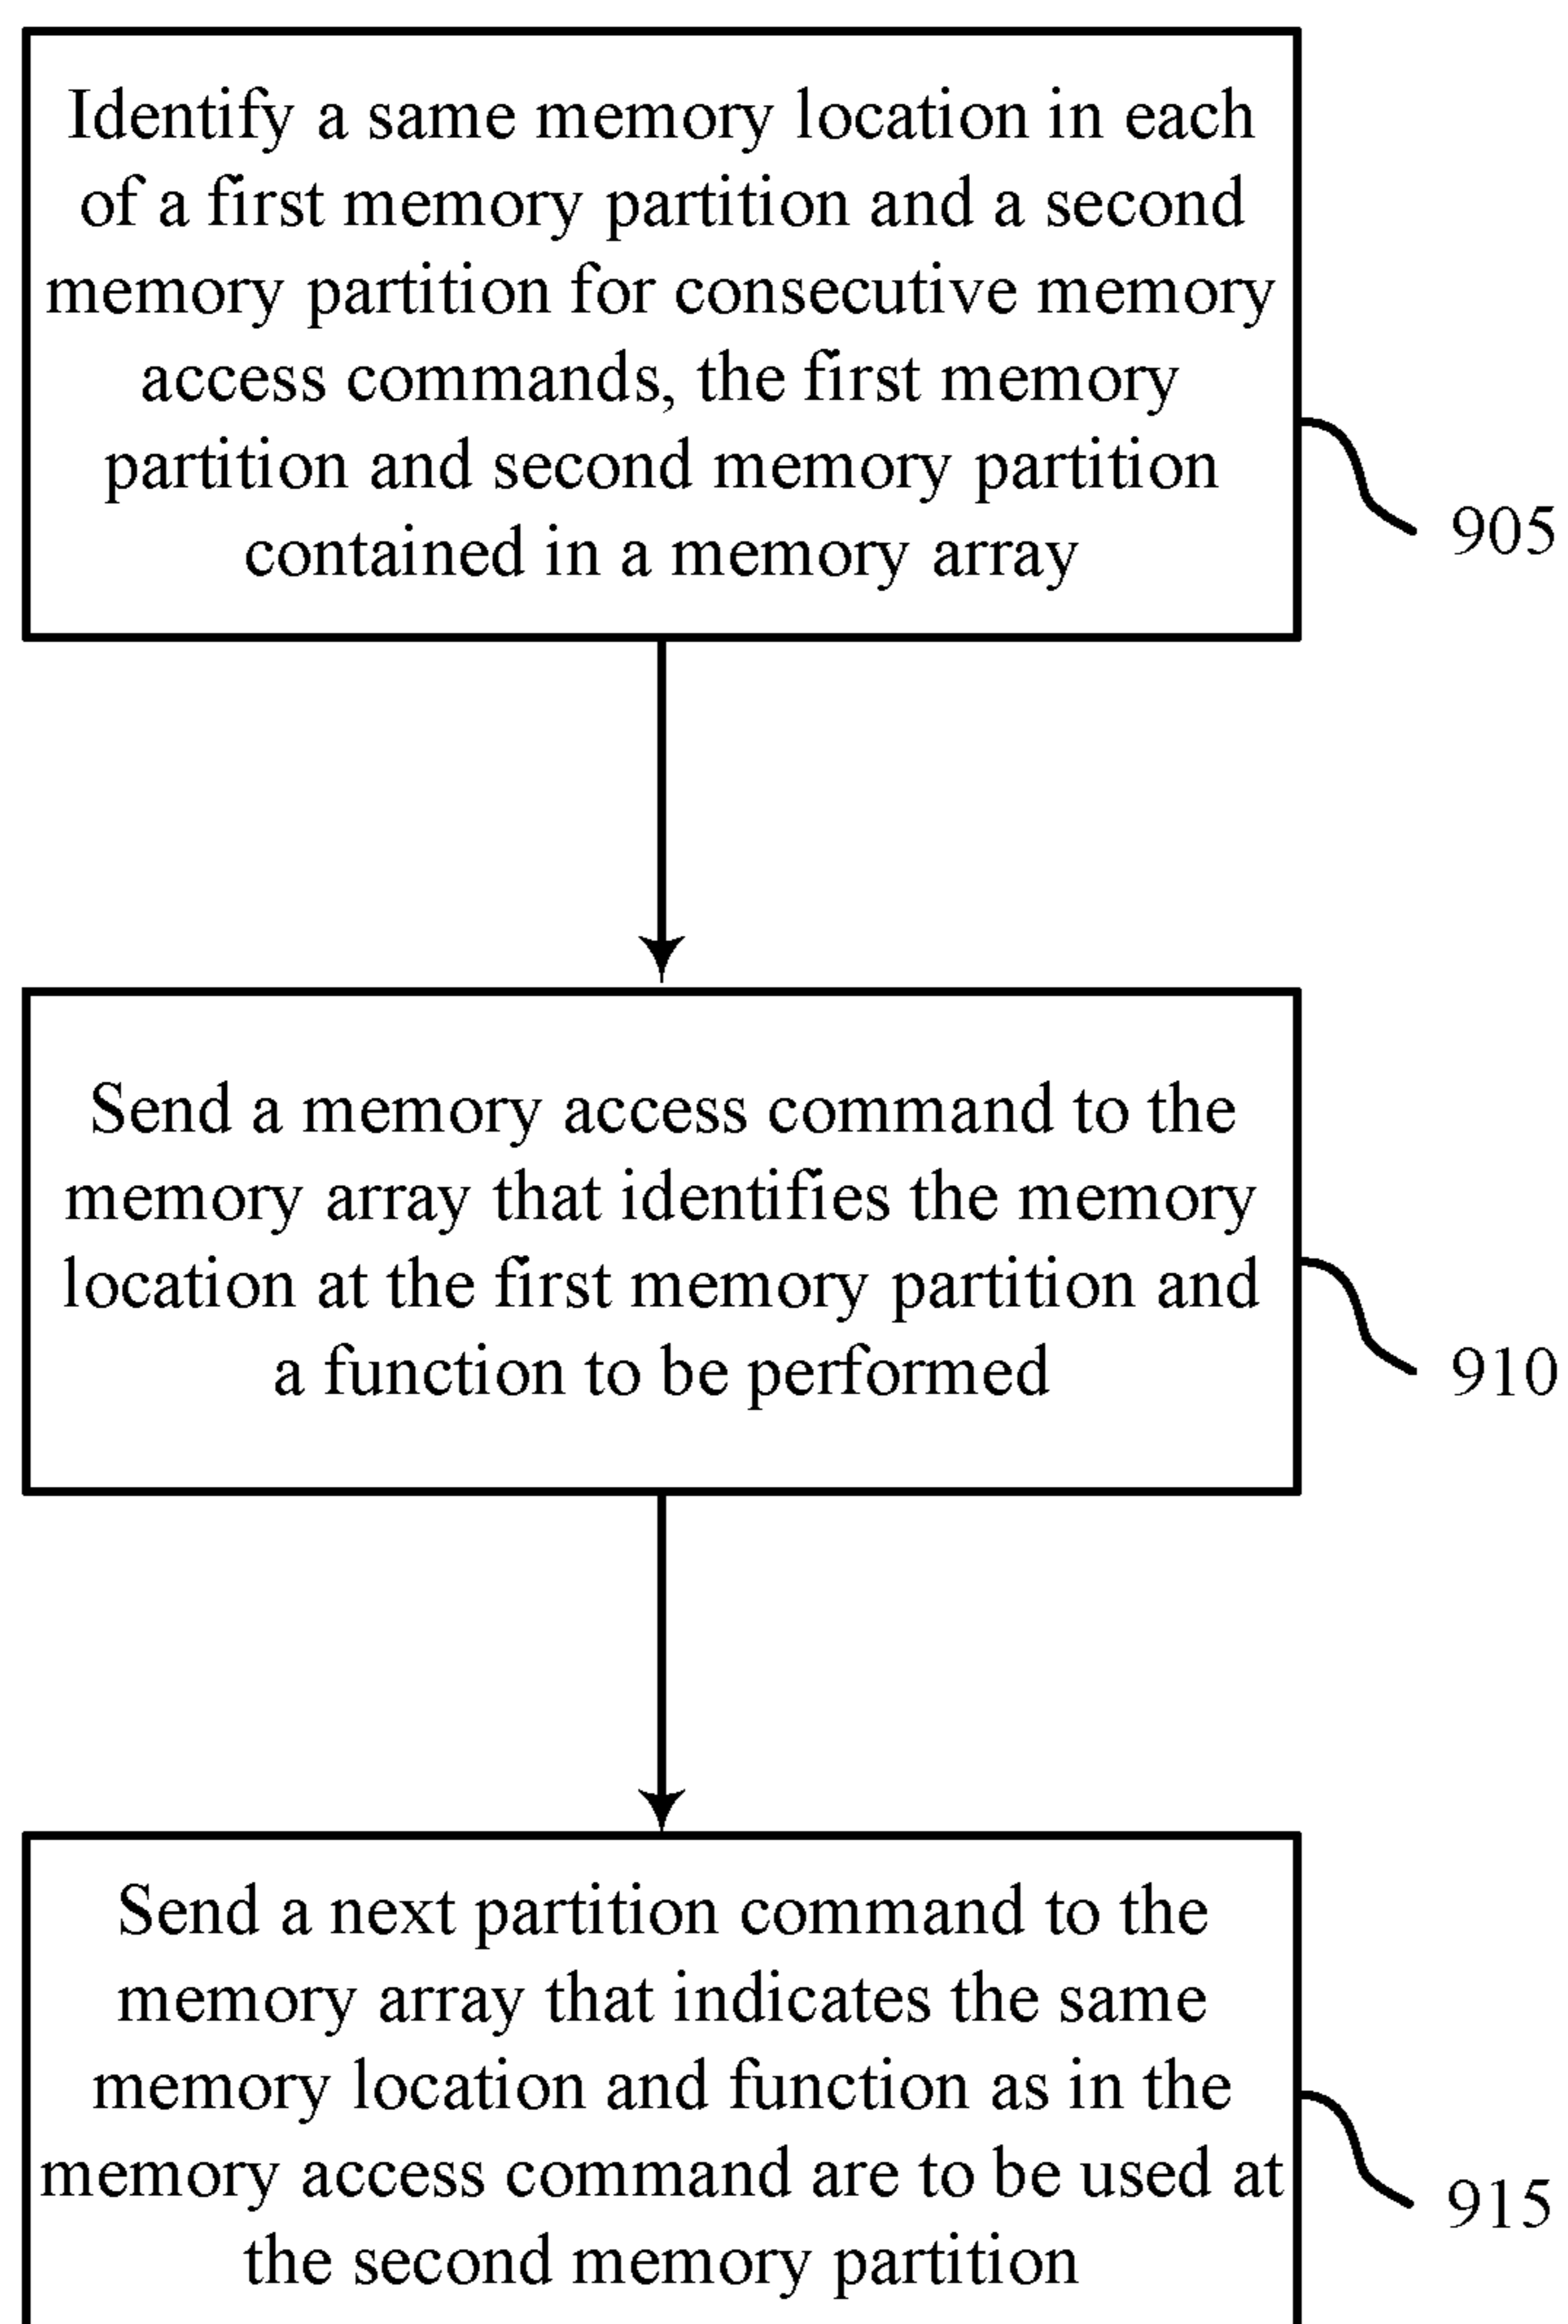 Identify a same memory location in each
of a first memory partition and a second
memory partition for consecutive memory
access commands, the first memory
partition and second memory partition
contained in a memory array
905
Send a memory access command to the
memory array that identifies the memory
location at the first memory partition and
a function to be performed
910
Send a next partition command to the
memory array that indicates the same
memory location and function as in the
memory access command are to be used at
the second memory partition
915